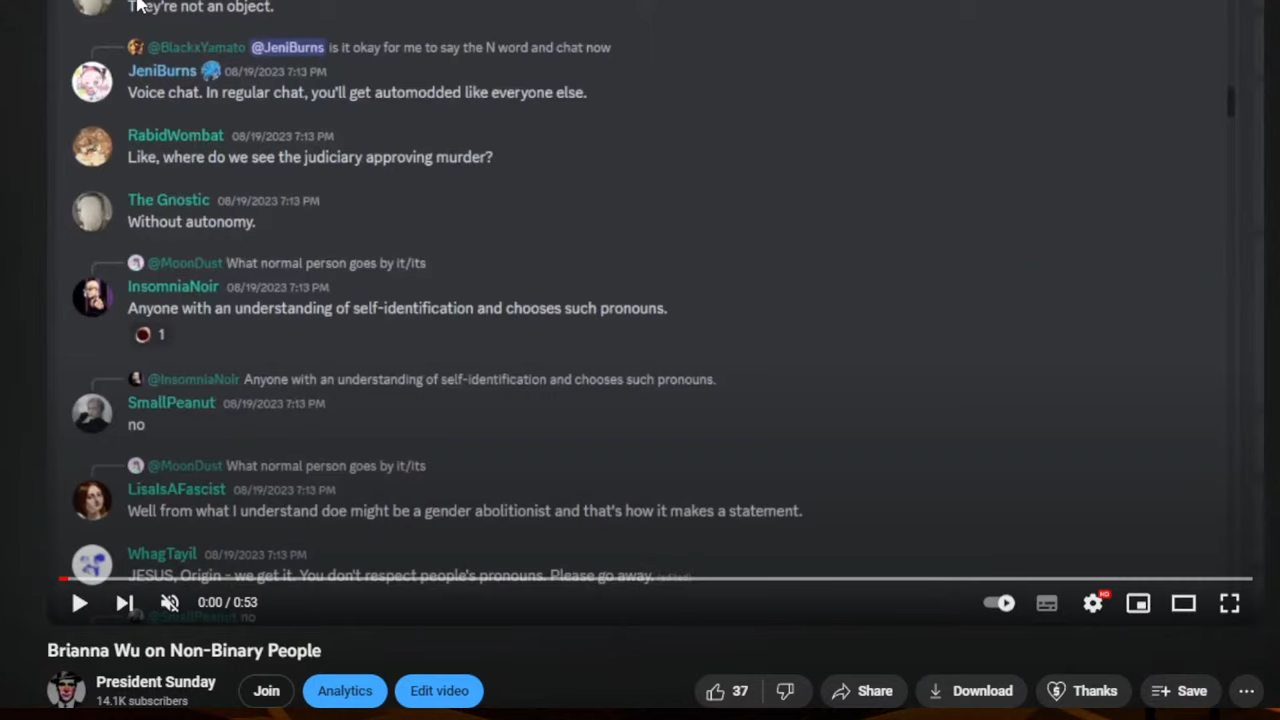 They're not an object.
@BlackxYamato @JeniBurns is it okay for me to say the N word and chat now
JeniBurns 08/19/2023 7:13 PM
Voice chat. In regular chat, you'll get automodded like everyone else.
RabidWombat 08/19/2023 7:13 PM
Like, where do we see the judiciary approving murder?
The Gnostic 08/19/2023 7:13 PM
Without autonomy.
@MoonDust What normal person goes by it/its
InsomniaNoir 08/19/2023 7:13 PM
Anyone with an understanding of self-identification and chooses such pronouns.
1
@InsomniaNoir Anyone with an understanding of self-identification and chooses such pronouns.
SmallPeanut 08/19/2023 7:13 PM
no
@MoonDust What normal person goes by it/its
LisaIsAFascist 08/19/2023 7:13 PM
Well from what I understand doe might be a gender abolitionist and that's how it makes a statement.
WhagTayil 08/19/2023 7:13 PM
JESUS, Origin - we get it. You don't respect people's pronouns. Please go away. (edited)
@SmallPeanut no
0:00 / 0:53
HD
Brianna Wu on Non-Binary People
President Sunday
14.1K subscribers
Join
Analytics
Edit video
37
Share
Download
Thanks
Save